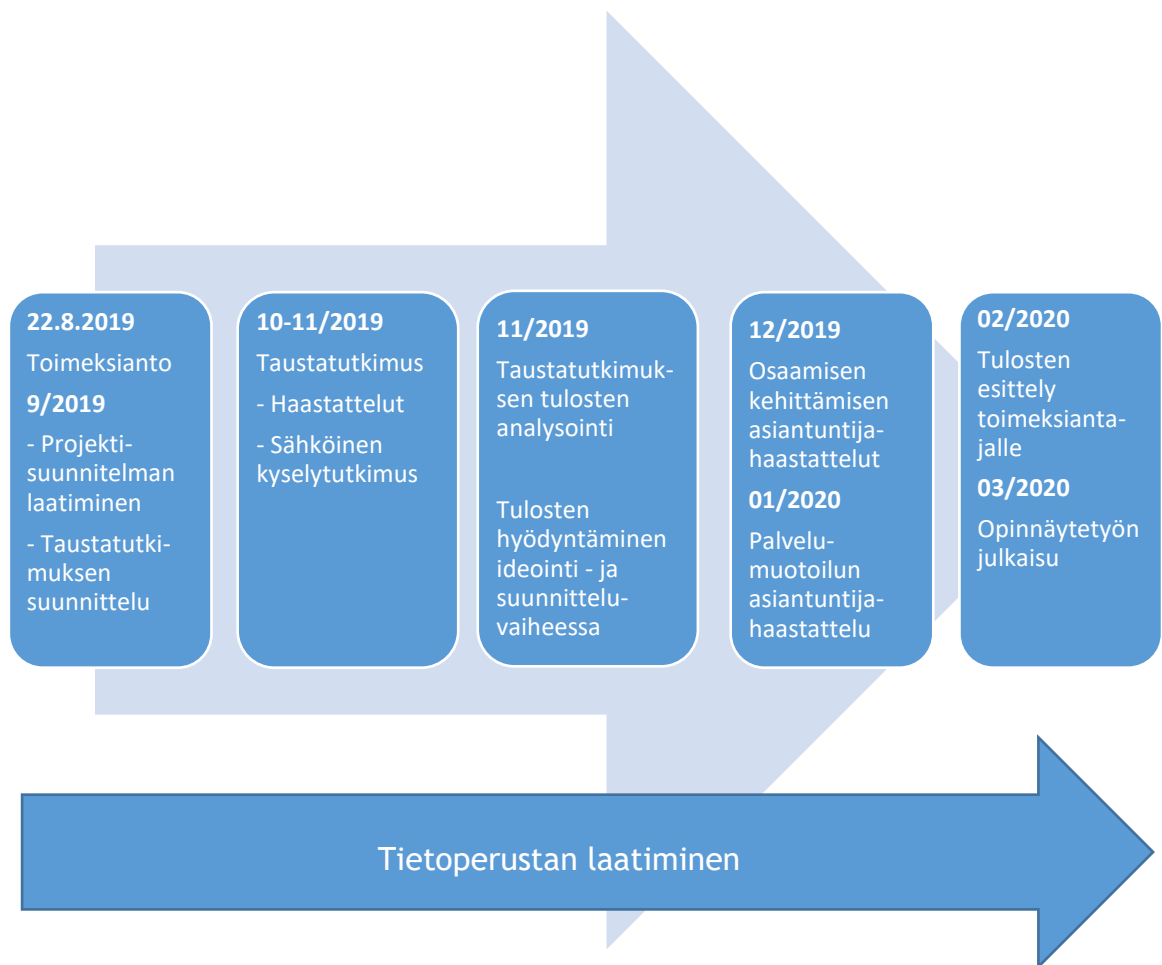 22.8.2019
Toimeksianto
9/2019
- Projekti-
suunnitelman
laatiminen
- Taustatutki-
muksen
suunnittelu
10-11/2019
Taustatutkimus
- Haastattelut
- Sähköinen
kyselytutkimus
11/2019
Taustatutkimuk-
sen tulosten
analysointi
Tulosten
hyödyntäminen
ideointi - ja
suunnittelu-
vaiheessa
12/2019
Osaamisen
kehittämisen
asiantuntija-
haastattelut
01/2020
Palvelu-
muotoilun
asiantuntija-
haastattelu
02/2020
Tulosten
esittely
toimeksianta-
jalle
03/2020
Opinnäytetyön
julkaisu
Tietoperustan laatiminen